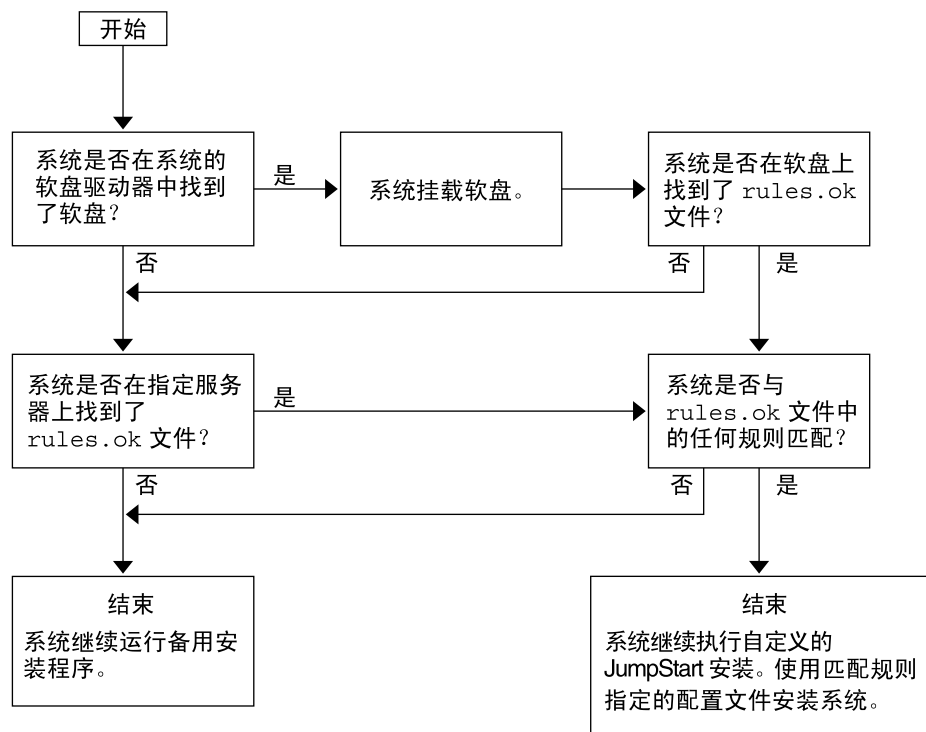 开始
系统是否在系统的
软盘驱动器中找到
了软盘？
是
系统挂载软盘。
系统是否在软盘上
找到了 rules.ok
文件？
否
否
是
系统是否在指定服务
器上找到了
rules.ok 文件？
是
系统是否与
rules.ok 文件中
的任何规则匹配？
否
否
是
结束
系统继续运行备用安
装程序。
结束
系统继续执行自定义的
JumpStart 安装。使用匹配规则
指定的配置文件安装系统。